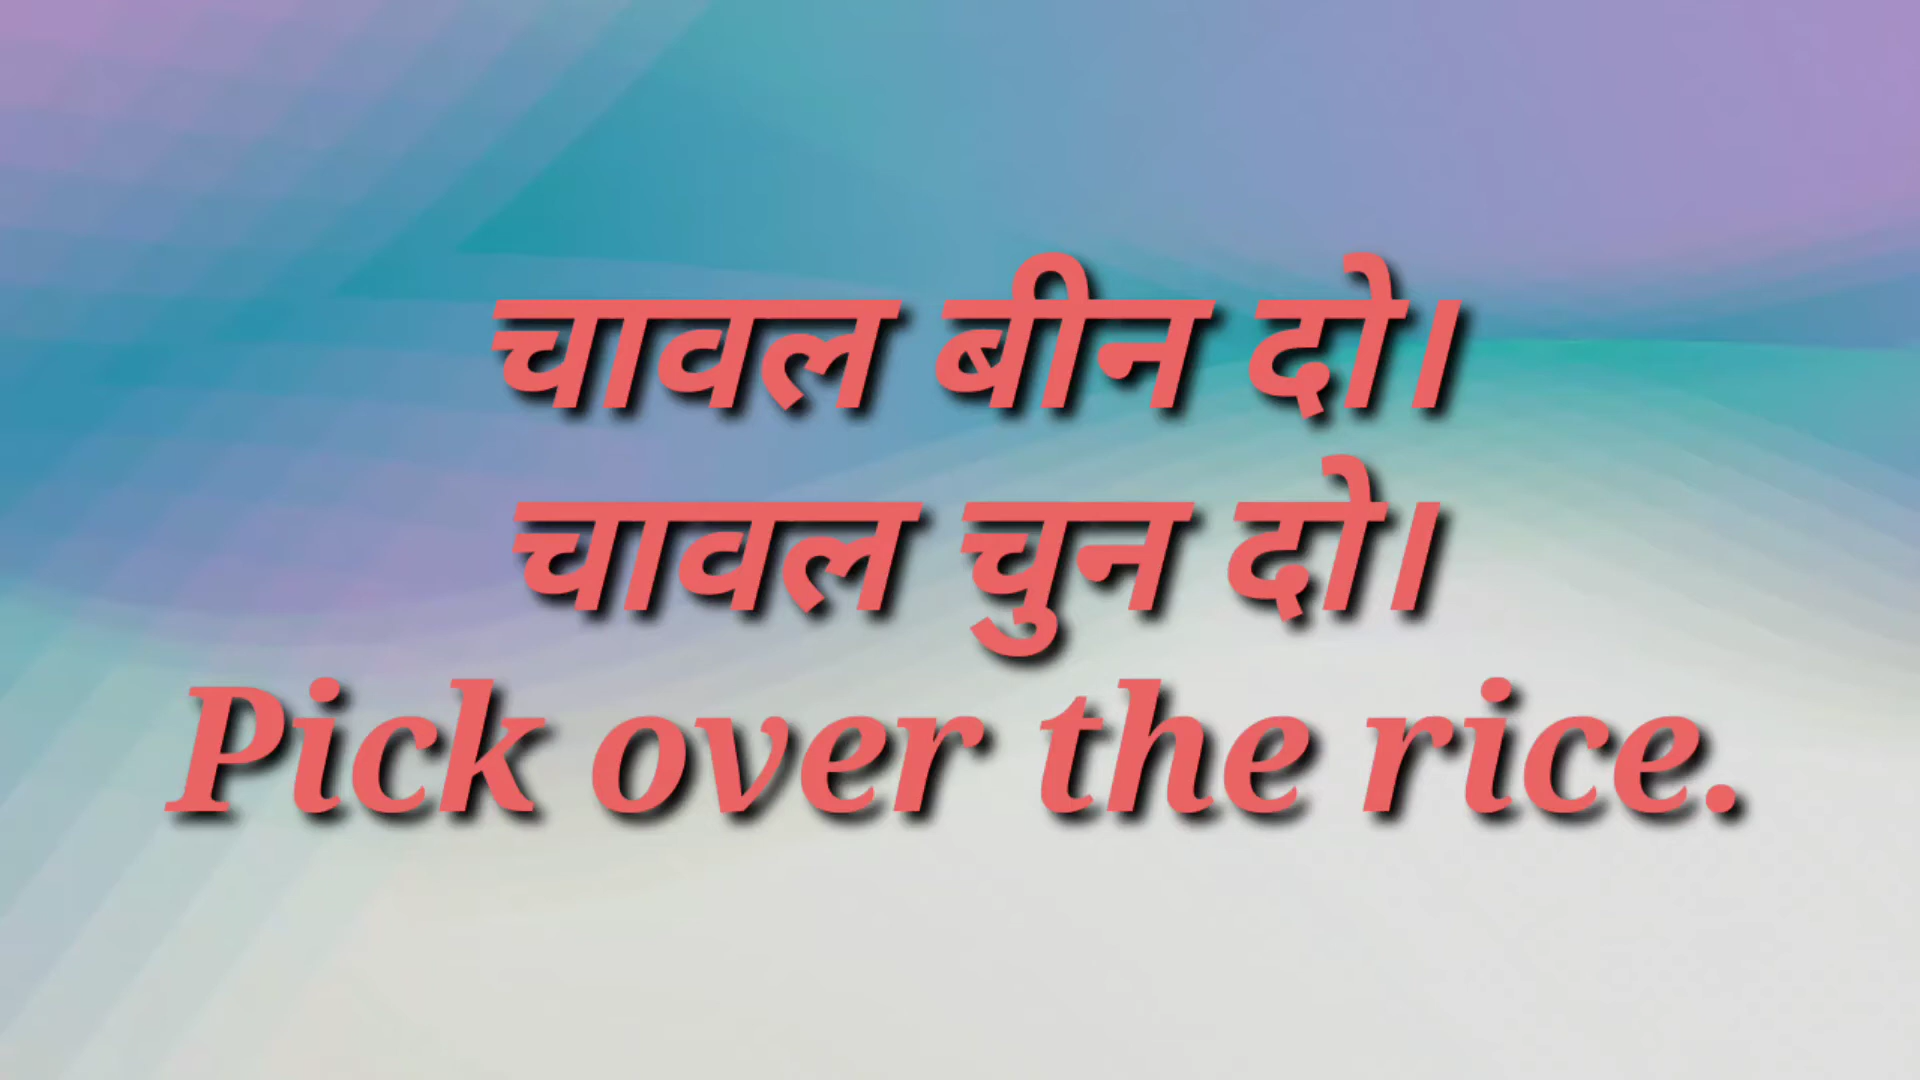 चावल बीन दो।
चावल चुन दो।
Pick over the rice.